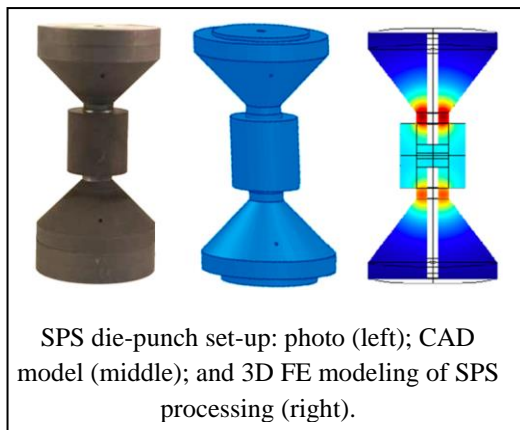 SPS die-punch set-up: photo (left); CAD
model (middle); and 3D FE modeling of SPS
processing (right).